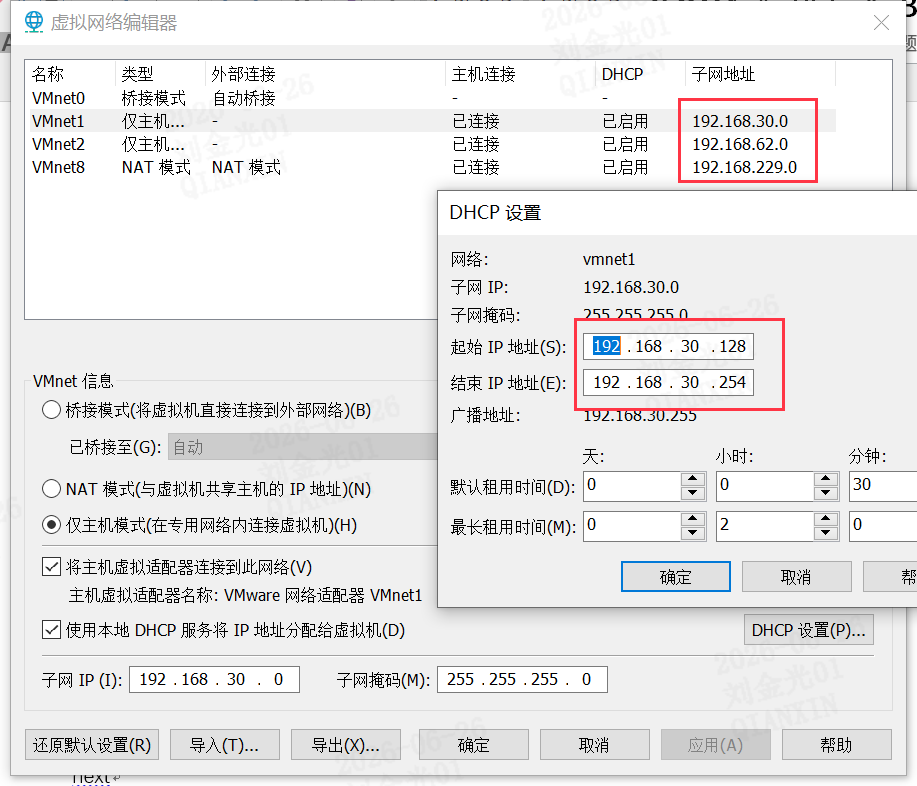 虚拟网络编辑器
名称 类型 外部连接 主机连接 DHCP 子网地址
VMnet0 桥接模式 自动桥接 - -
VMnet1 仅主机... - 已连接 已启用 192.168.30.0
VMnet2 仅主机... - 已连接 已启用 192.168.62.0
VMnet8 NAT 模式 NAT 模式 已连接 已启用 192.168.229.0
DHCP 设置
网络: vmnet1
子网 IP: 192.168.30.0
子网掩码: 255.255.255.0
起始 IP 地址(S): 192 . 168 . 30 . 128
结束 IP 地址(E): 192 . 168 . 30 . 254
广播地址: 192.168.30.255
天: 小时: 分钟:
默认租用时间(D): 0 0 30
最长租用时间(M): 0 2 0
确定 取消 帮
VMnet 信息
桥接模式(将虚拟机直接连接到外部网络)(B)
已桥接至(G): 自动
NAT 模式(与虚拟机共享主机的 IP 地址)(N)
仅主机模式(在专用网络内连接虚拟机)(H)
将主机虚拟适配器连接到此网络(V)
主机虚拟适配器名称: VMware 网络适配器 VMnet1
使用本地 DHCP 服务将 IP 地址分配给虚拟机(D)
DHCP 设置(P)...
子网 IP (I): 192 . 168 . 30 . 0 子网掩码(M): 255 . 255 . 255 . 0
还原默认设置(R) 导入(T)... 导出(X)... 确定 取消 应用(A) 帮助
next
刘金光01
QIANXIN